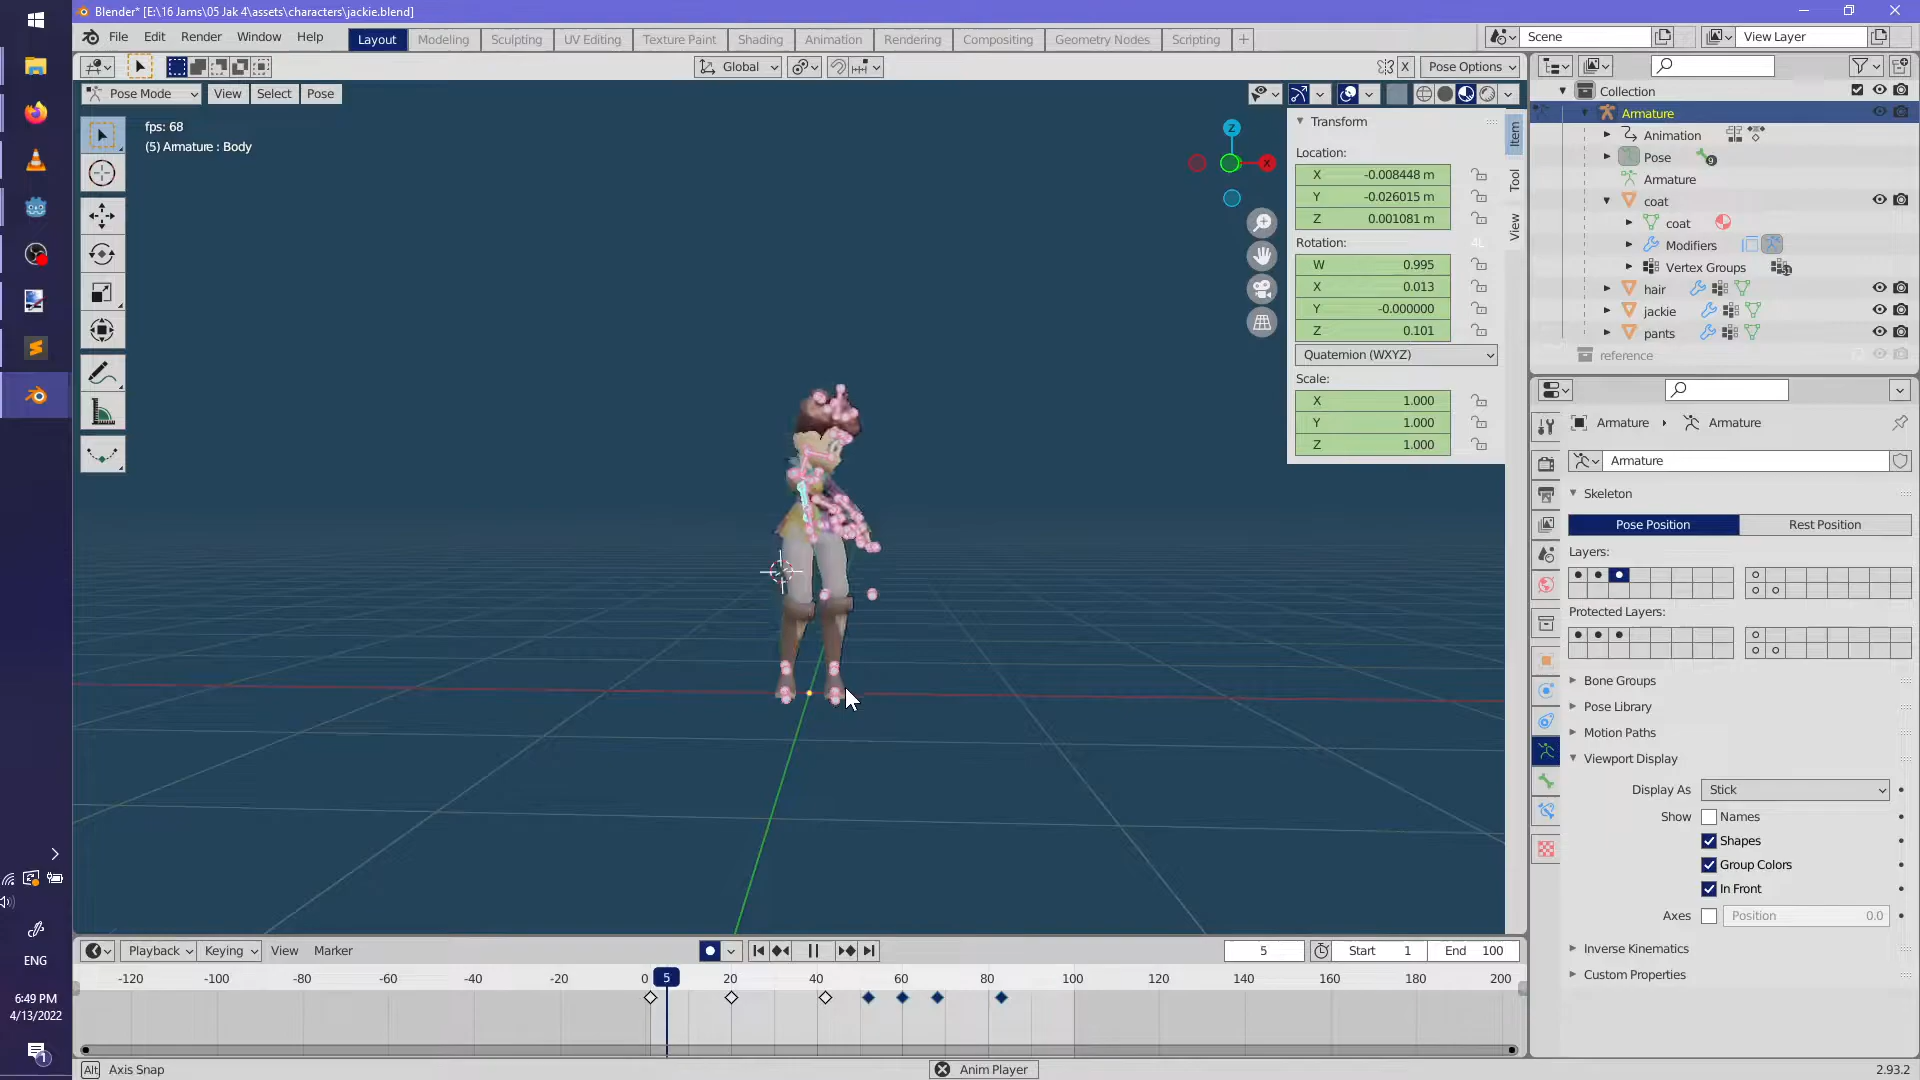 Blender* [E:\16 Jams\05 Jak 4\assets\characters\jackie.blend]
File Edit Render Window Help Layout Modeling Sculpting UV Editing Texture Paint Shading Animation Rendering Compositing Geometry Nodes Scripting + Scene View Layer
Global X Pose Options
Pose Mode View Select Pose
fps: 68
(5) Armature : Body
Z
X
Transform
Location:
X -0.008448 m
Y -0.026015 m
Z 0.001081 m
Rotation: 4L
W 0.995
X 0.013
Y -0.000000
Z 0.101
Quaternion (WXYZ)
Scale:
X 1.000
Y 1.000
Z 1.000
Item
Tool
View
Collection
Armature
Animation
Pose 9
Armature
coat
coat
Modifiers
Vertex Groups
hair
jackie
pants
reference
Armature Armature
Armature
Skeleton
Pose Position Rest Position
Layers:
Protected Layers:
Bone Groups
Pose Library
Motion Paths
Viewport Display
Display As Stick
Show Names
Shapes
Group Colors
In Front
Axes Position 0.0
Inverse Kinematics
Custom Properties
Playback Keying View Marker 5 Start 1 End 100
-120 -100 -80 -60 -40 -20 0 5 20 40 60 80 100 120 140 160 180 200
Alt Axis Snap Anim Player 2.93.2
ENG
6:49 PM
4/13/2022
1